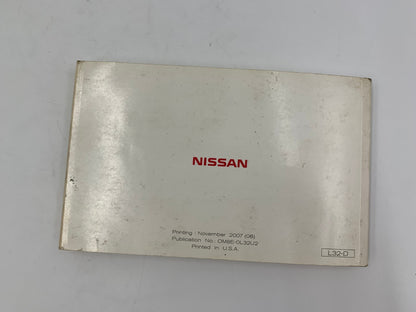 NISSAN
Printing : November 2007 (06)
Publication No.: OM8E-0L32U2
Printed in U.S.A.
L32-D